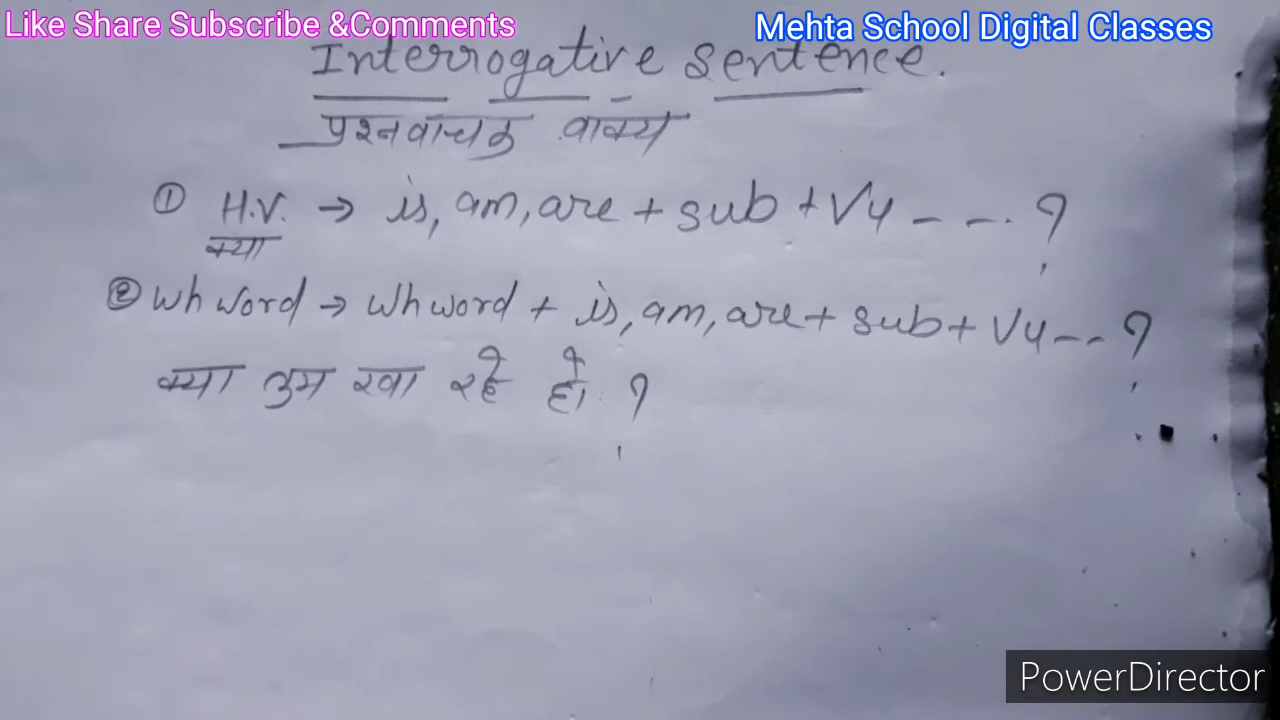 Like Share Subscribe &Comments
Mehta School Digital Classes
Interrogative sentence.
प्रश्नवाचक वाक्य
① H.V. → is, am, are + sub + V4 - - . ?
क्या
② Wh Word → Wh word + is, am, are + sub + V4 - - ?
क्या तुम खा रहे हो ?
PowerDirector